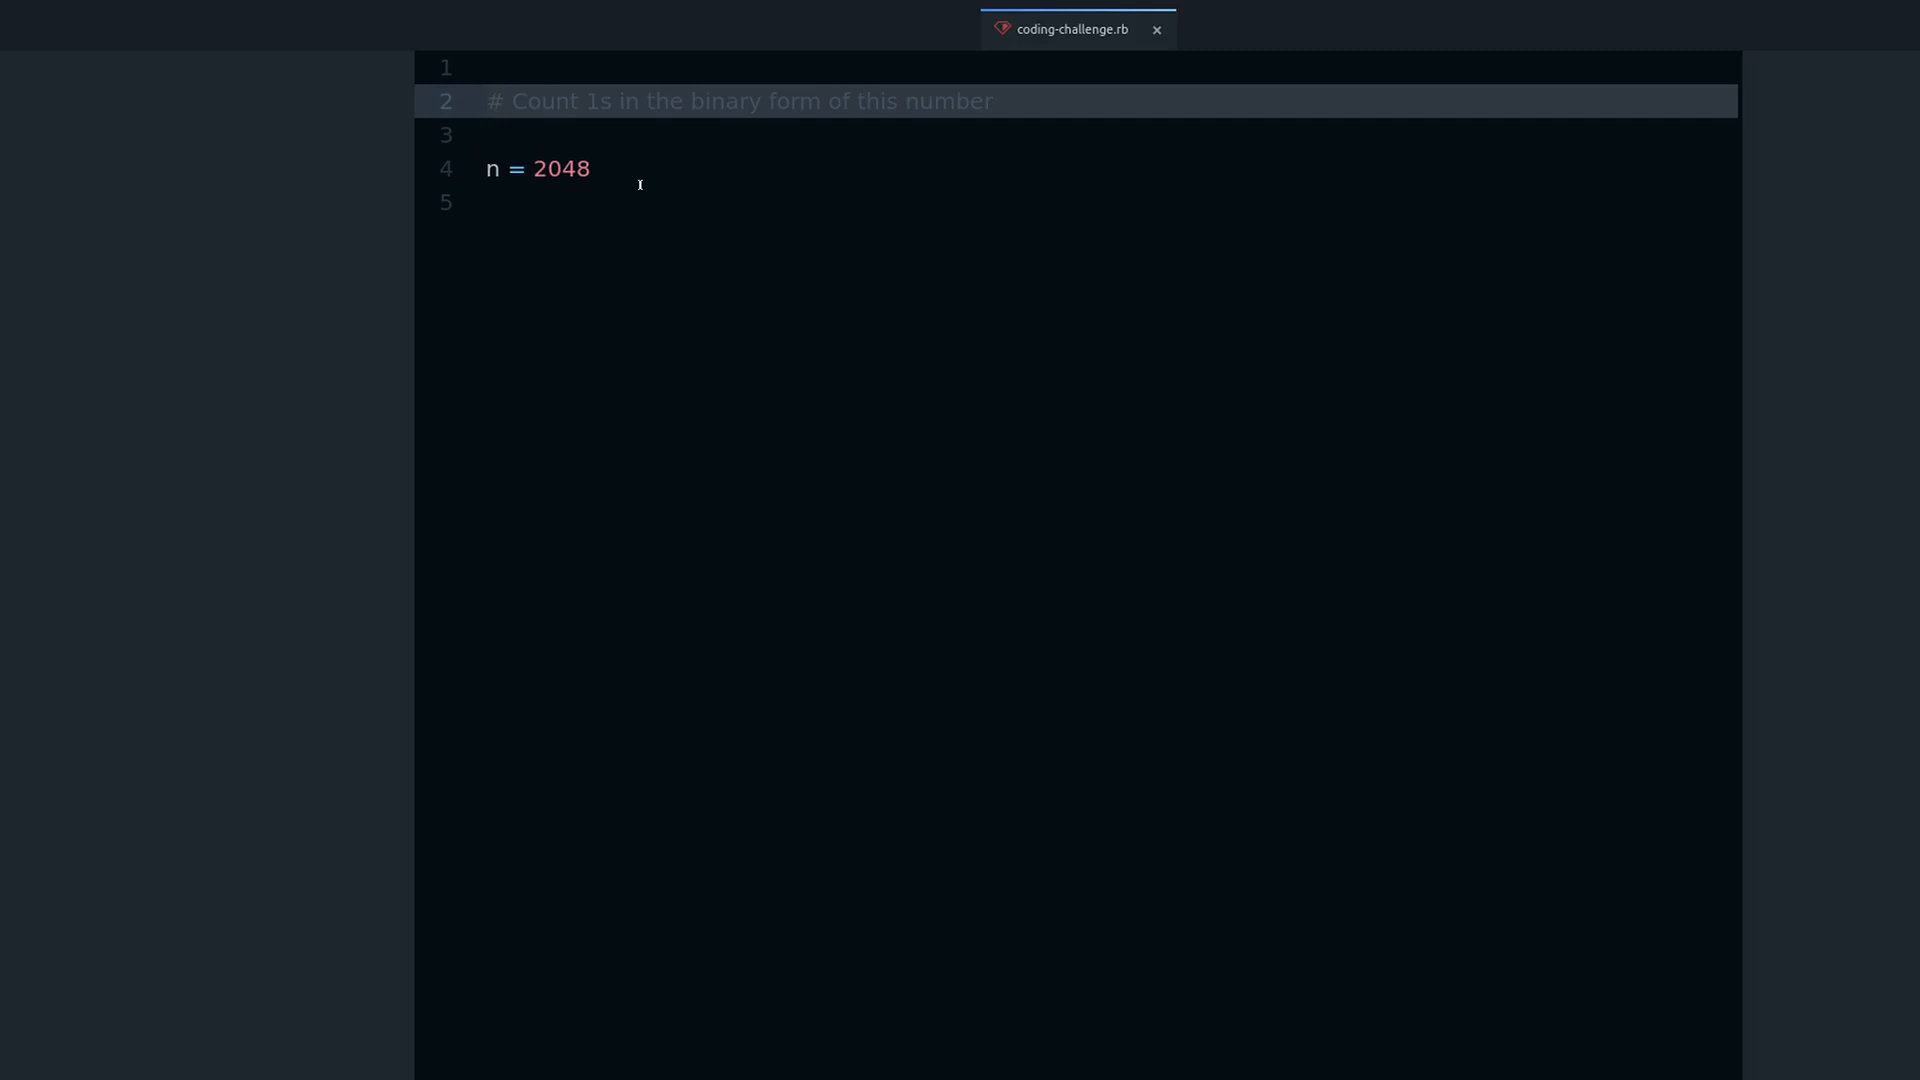 coding-challenge.rb ×
1
2 # Count 1s in the binary form of this number
3
4 n = 2048
5